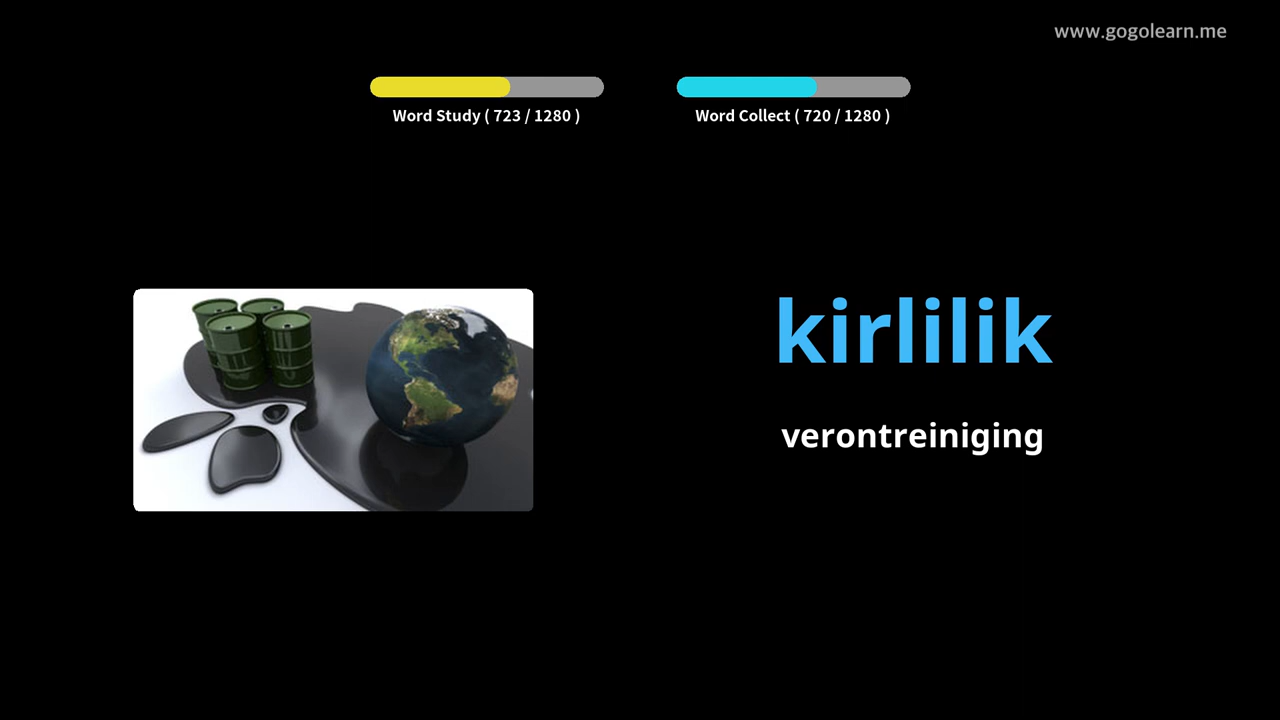 www.gogolearn.me
Word Study ( 723 / 1280 )
Word Collect ( 720 / 1280 )
kirlilik
verontreiniging